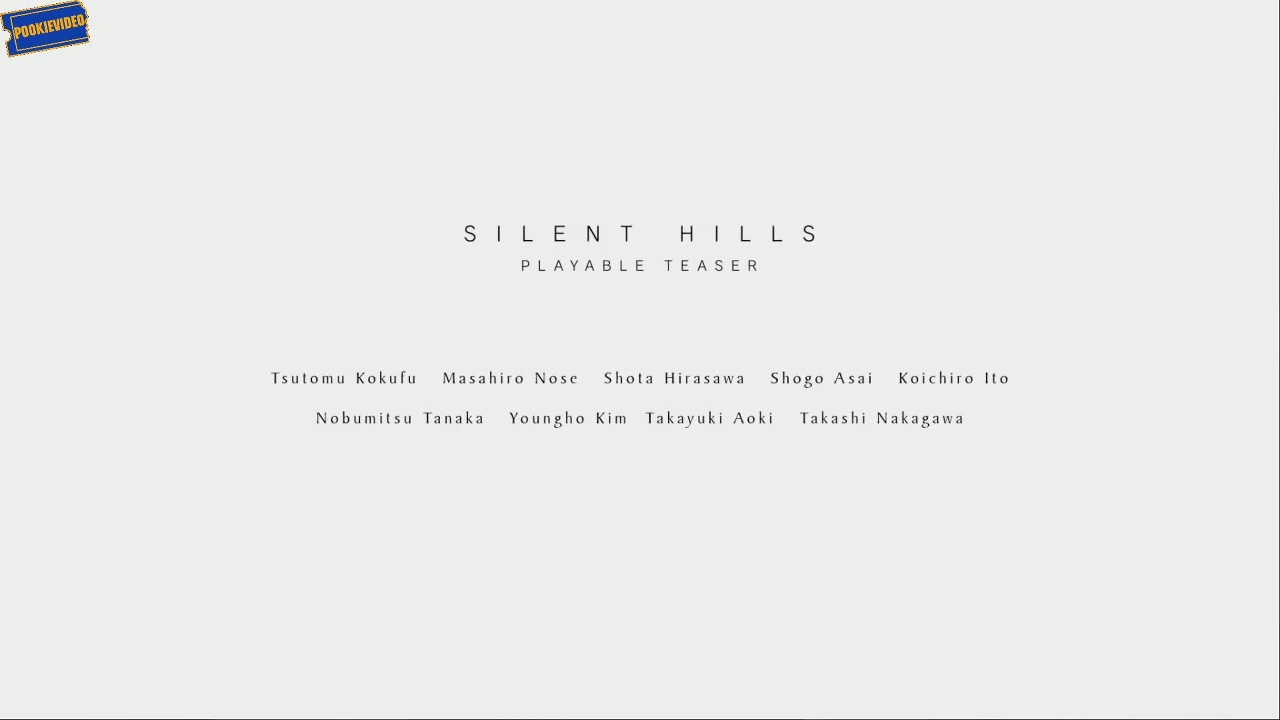 POOKIEVIDEO
SILENT HILLS
PLAYABLE TEASER
Tsutomu Kokufu Masahiro Nose Shota Hirasawa Shogo Asai Koichiro Ito
Nobumitsu Tanaka Youngho Kim Takayuki Aoki Takashi Nakagawa